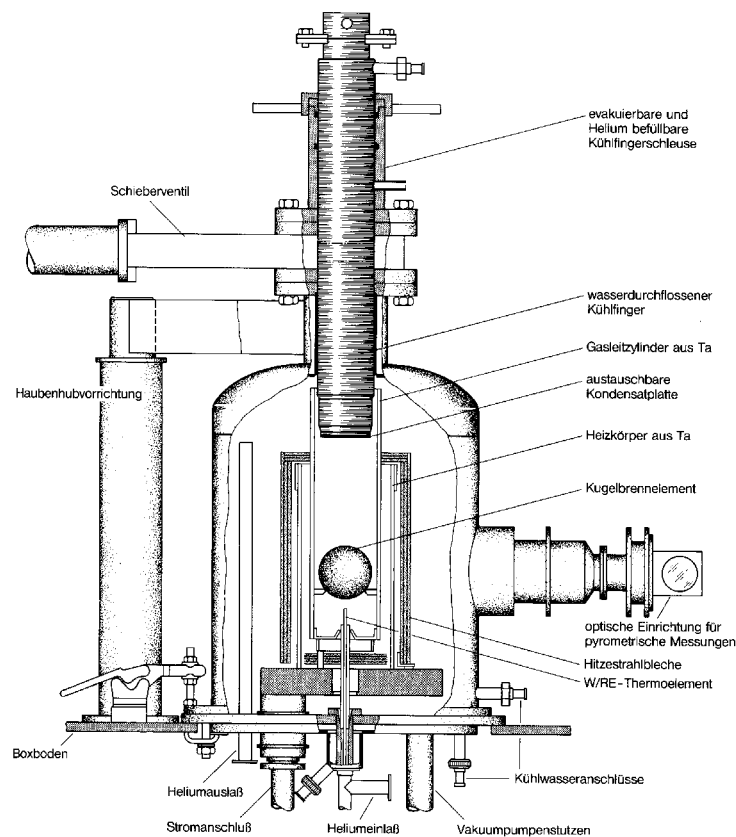 evakuierbare und
Helium befüllbare
Kühlfingerschleuse
Schieberventil
wasserdurchflossener
Kühlfinger
Gasleitzylinder aus Ta
Haubenhubvorrichtung
austauschbare
Kondensatplatte
Heizkörper aus Ta
Kugelbrennelement
optische Einrichtung für
pyrometrische Messungen
Hitzestrahlbleche
W/RE-Thermoelement
Boxboden
Heliumauslaß
Kühlwasseranschlüsse
Stromanschluß
Heliumeinlaß
Vakuumpumpenstutzen